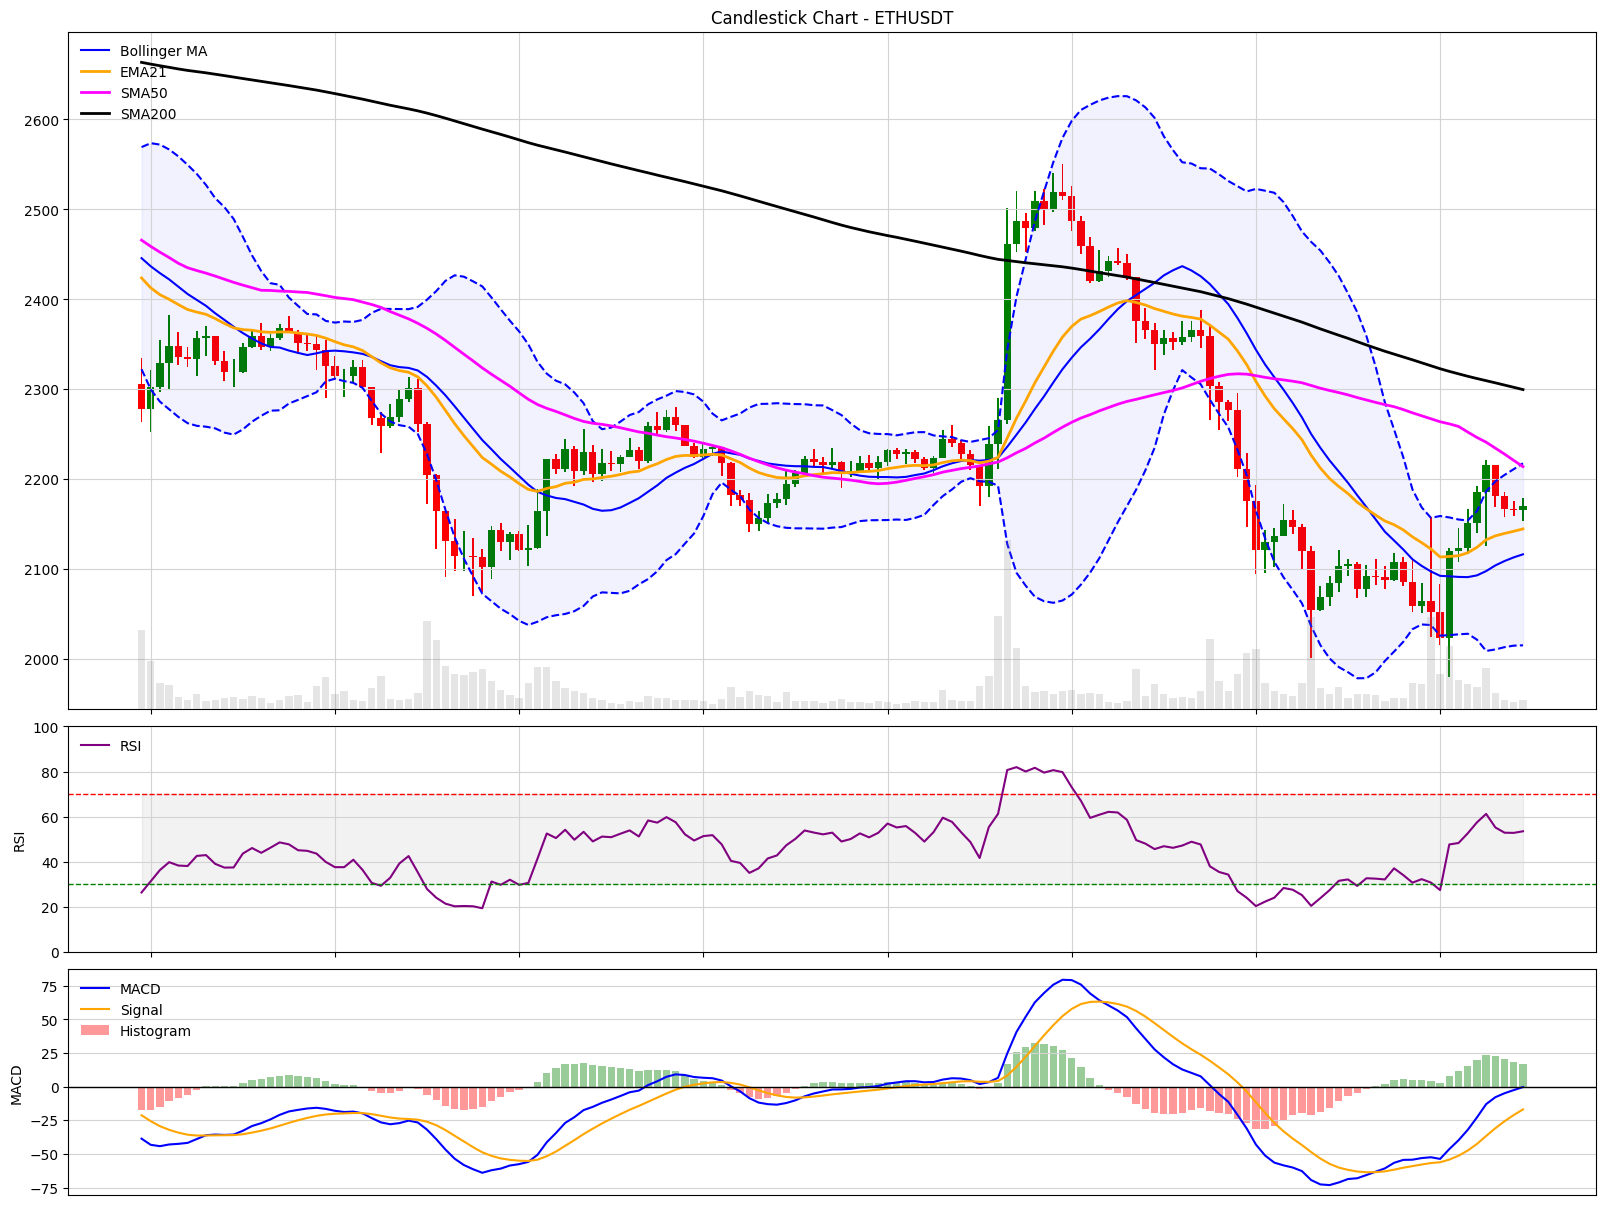 Candlestick Chart - ETHUSDT
Bollinger MA
EMA21
SMA50
SMA200
2600
2500
2400
2300
2200
2100
2000
RSI
100
80
60
40
20
0
RSI
MACD
Signal
Histogram
75
50
25
0
−25
−50
−75
MACD